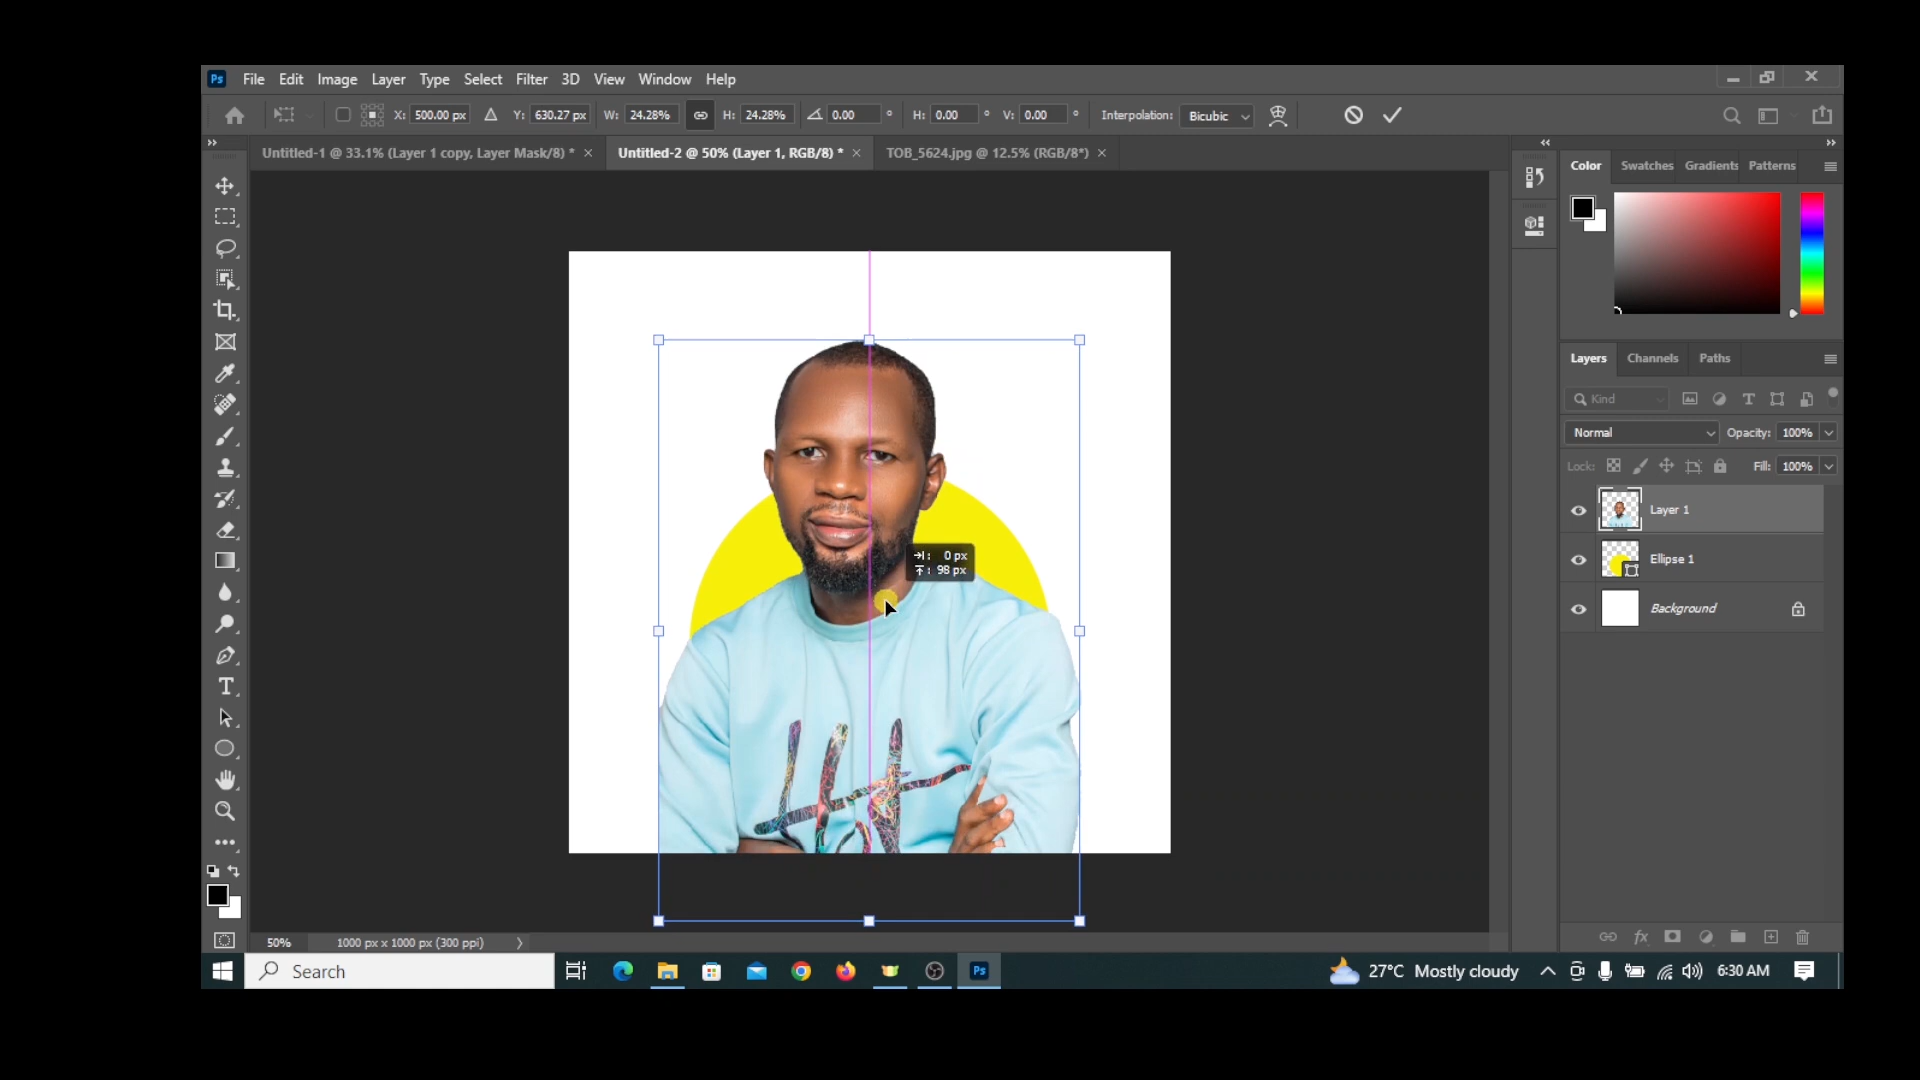 Ps File Edit Image Layer Type Select Filter 3D View Window Help
X: 500.00 px Y: 630.27 px W: 24.28% H: 24.28% 0.00 ° H: 0.00 ° V: 0.00 ° Interpolation: Bicubic
Untitled-1 @ 33.1% (Layer 1 copy, Layer Mask/8) * × Untitled-2 @ 50% (Layer 1, RGB/8) * × TOB_5624.jpg @ 12.5% (RGB/8*) ×
Color Swatches Gradients Patterns
Layers Channels Paths
Kind
Normal Opacity: 100%
Lock: Fill: 100%
Layer 1
Ellipse 1
Background
: 0 px
: 98 px
50% 1000 px x 1000 px (300 ppi)
Search Ps 27°C Mostly cloudy 6:30 AM